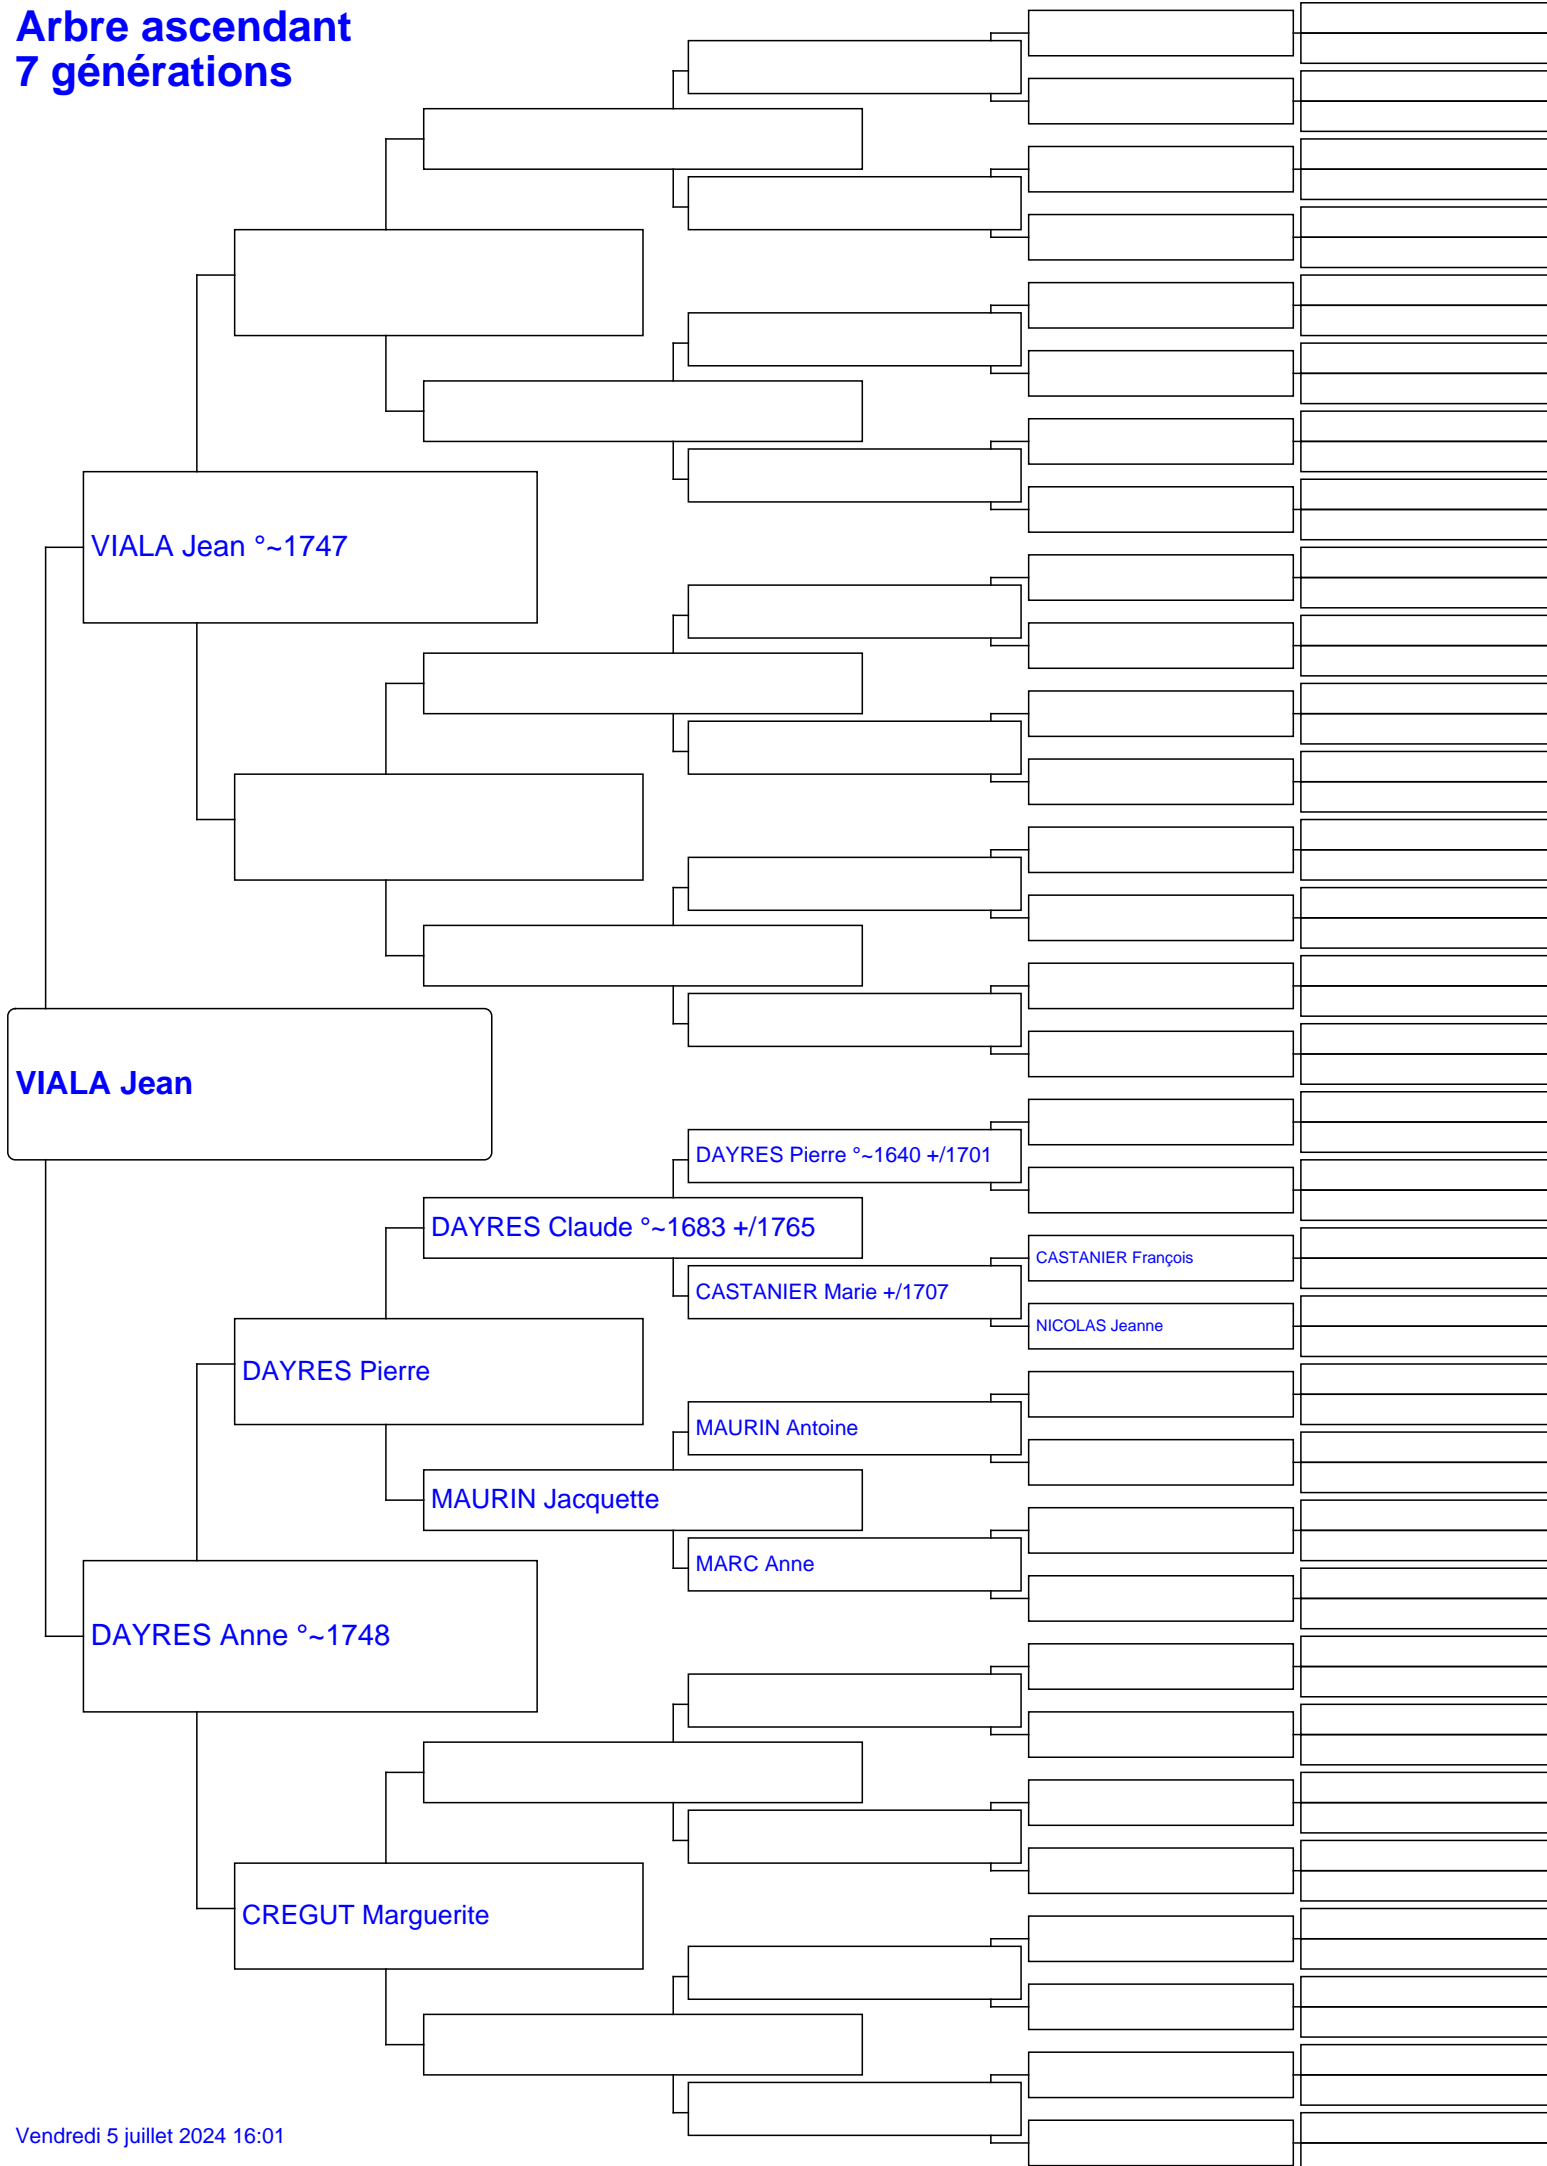 Arbre ascendant
7 générations
VIALA Jean °~1747
VIALA Jean
DAYRES Pierre °~1640 +/1701
DAYRES Claude °~1683 +/1765
CASTANIER François
CASTANIER Marie +/1707
NICOLAS Jeanne
DAYRES Pierre
MAURIN Antoine
MAURIN Jacquette
MARC Anne
DAYRES Anne °~1748
CREGUT Marguerite
Vendredi 5 juillet 2024 16:01